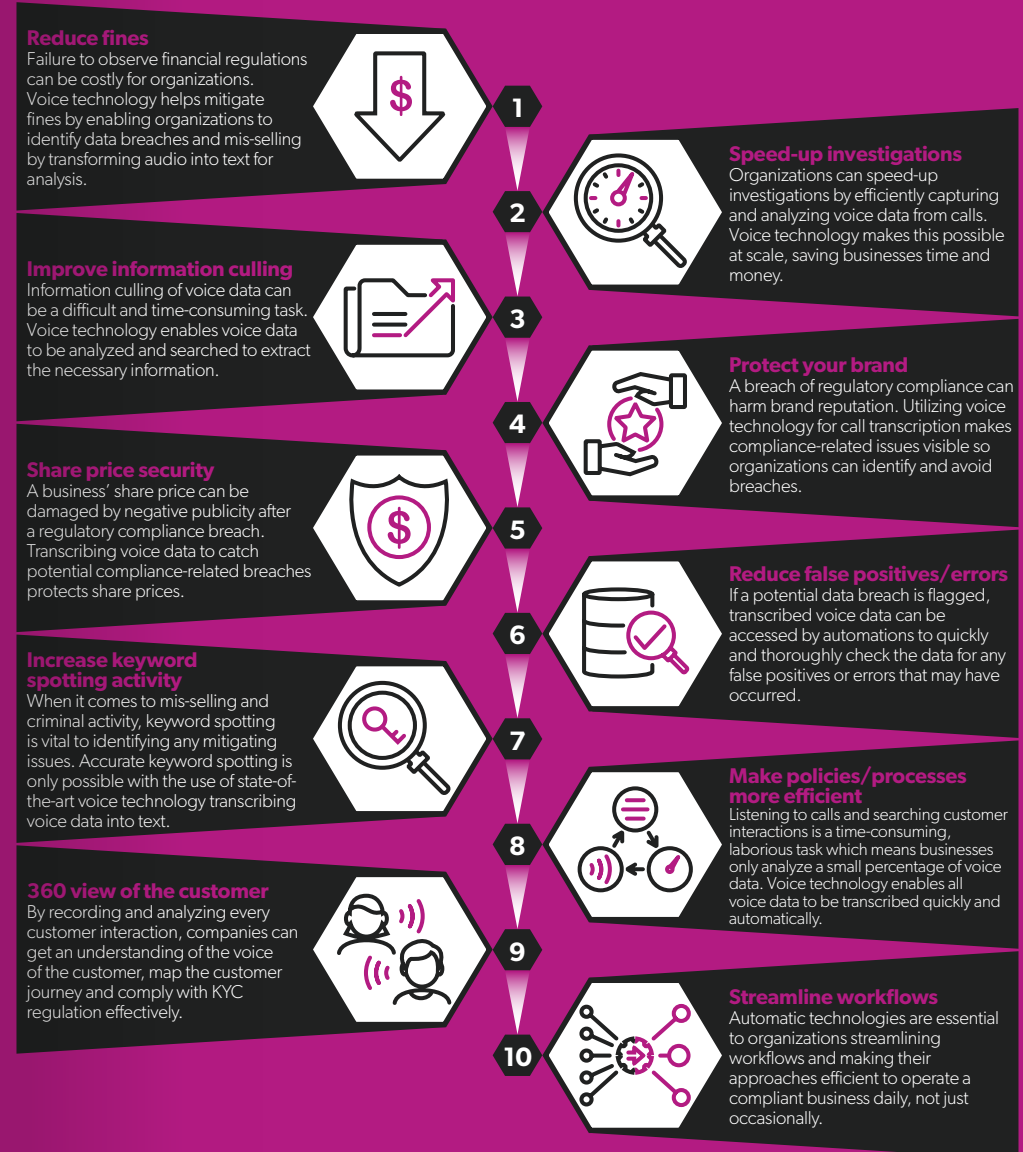 Reduce fines
Failure to observe financial regulations
can be costly for organizations.
Voice technology helps mitigate
fines by enabling organizations to
identify data breaches and mis-selling
by transforming audio into text for
analysis.
$
1
Speed-up investigations
Organizations can speed-up
investigations by efficiently capturing
and analyzing voice data from calls.
Voice technology makes this possible
at scale, saving businesses time and
money.
2
Improve information culling
Information culling of voice data can
be a difficult and time-consuming task.
Voice technology enables voice data
to be analyzed and searched to extract
the necessary information.
3
Protect your brand
A breach of regulatory compliance can
harm brand reputation. Utilizing voice
technology for call transcription makes
compliance-related issues visible so
organizations can identify and avoid
breaches.
4
Share price security
A business’ share price can be
damaged by negative publicity after
a regulatory compliance breach.
Transcribing voice data to catch
potential compliance-related breaches
protects share prices.
$
5
Reduce false positives/errors
If a potential data breach is flagged,
transcribed voice data can be
accessed by automations to quickly
and thoroughly check the data for any
false positives or errors that may have
occurred.
6
Increase keyword
spotting activity
When it comes to mis-selling and
criminal activity, keyword spotting
is vital to identifying any mitigating
issues. Accurate keyword spotting is
only possible with the use of state-of-
the-art voice technology transcribing
voice data into text.
7
Make policies/processes
more efficient
Listening to calls and searching customer
interactions is a time-consuming,
laborious task which means businesses
only analyze a small percentage of voice
data. Voice technology enables all
voice data to be transcribed quickly and
automatically.
8
360 view of the customer
By recording and analyzing every
customer interaction, companies can
get an understanding of the voice
of the customer, map the customer
journey and comply with KYC
regulation effectively.
9
Streamline workflows
Automatic technologies are essential
to organizations streamlining
workflows and making their
approaches efficient to operate a
compliant business daily, not just
occasionally.
10